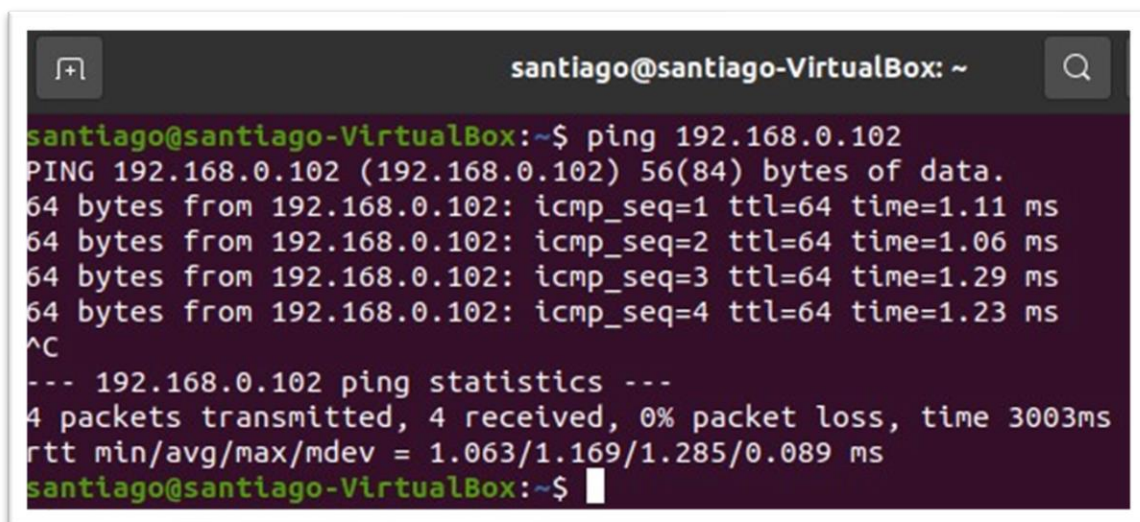 santiago@santiago-VirtualBox: ~
santiago@santiago-VirtualBox:~$ ping 192.168.0.102
PING 192.168.0.102 (192.168.0.102) 56(84) bytes of data.
64 bytes from 192.168.0.102: icmp_seq=1 ttl=64 time=1.11 ms
64 bytes from 192.168.0.102: icmp_seq=2 ttl=64 time=1.06 ms
64 bytes from 192.168.0.102: icmp_seq=3 ttl=64 time=1.29 ms
64 bytes from 192.168.0.102: icmp_seq=4 ttl=64 time=1.23 ms
^C
--- 192.168.0.102 ping statistics ---
4 packets transmitted, 4 received, 0% packet loss, time 3003ms
rtt min/avg/max/mdev = 1.063/1.169/1.285/0.089 ms
santiago@santiago-VirtualBox:~$